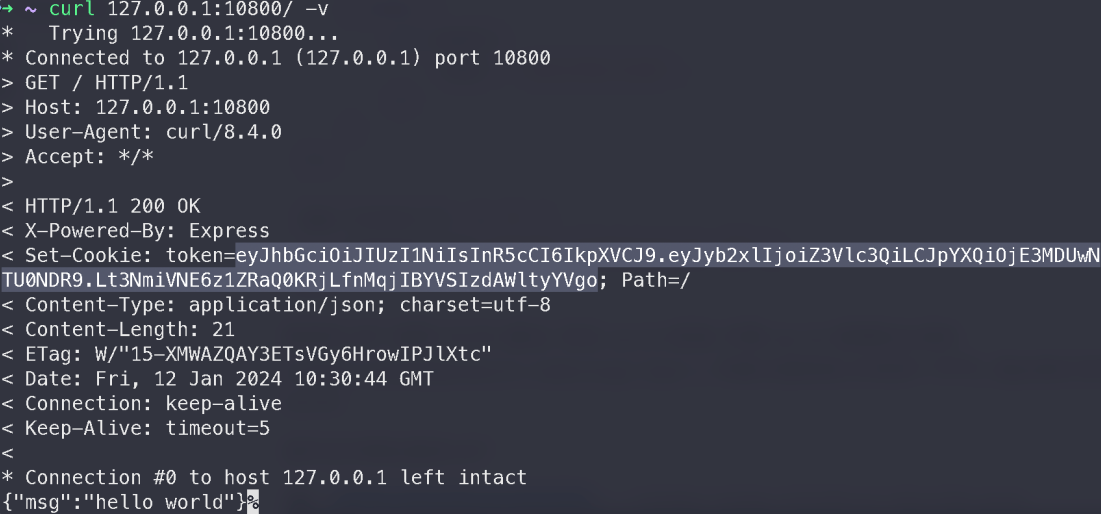 ➜ ~ curl 127.0.0.1:10800/ -v
*   Trying 127.0.0.1:10800...
* Connected to 127.0.0.1 (127.0.0.1) port 10800
> GET / HTTP/1.1
> Host: 127.0.0.1:10800
> User-Agent: curl/8.4.0
> Accept: */*
>
< HTTP/1.1 200 OK
< X-Powered-By: Express
< Set-Cookie: token=eyJhbGciOiJIUzI1NiIsInR5cCI6IkpXVCJ9.eyJyb2xlIjoiZ3Vlc3QiLCJpYXQiOjE3MDUwN
TU0NDR9.Lt3NmiVNE6z1ZRaQ0KRjLfnMqjIBYVSIzdAWltyYVgo; Path=/
< Content-Type: application/json; charset=utf-8
< Content-Length: 21
< ETag: W/"15-XMWAZQAY3ETsVGy6HrowIPJlXtc"
< Date: Fri, 12 Jan 2024 10:30:44 GMT
< Connection: keep-alive
< Keep-Alive: timeout=5
<
* Connection #0 to host 127.0.0.1 left intact
{"msg":"hello world"}%